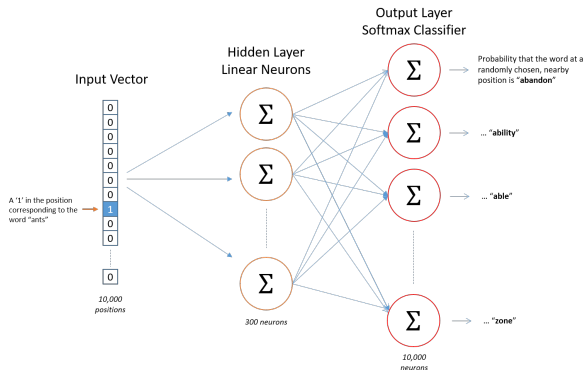 Output Layer
Softmax Classifier
Hidden Layer
Linear Neurons
Input Vector
0
0
0
0
0
0
0
1
0
0
0
A '1' in the position
corresponding to the
word "ants"
10,000
positions
Σ
Σ
Σ
300 neurons
Σ
Σ
Σ
Σ
10,000
neurons
Probability that the word at a
randomly chosen, nearby
position is "abandon"
... "ability"
... "able"
... "zone"